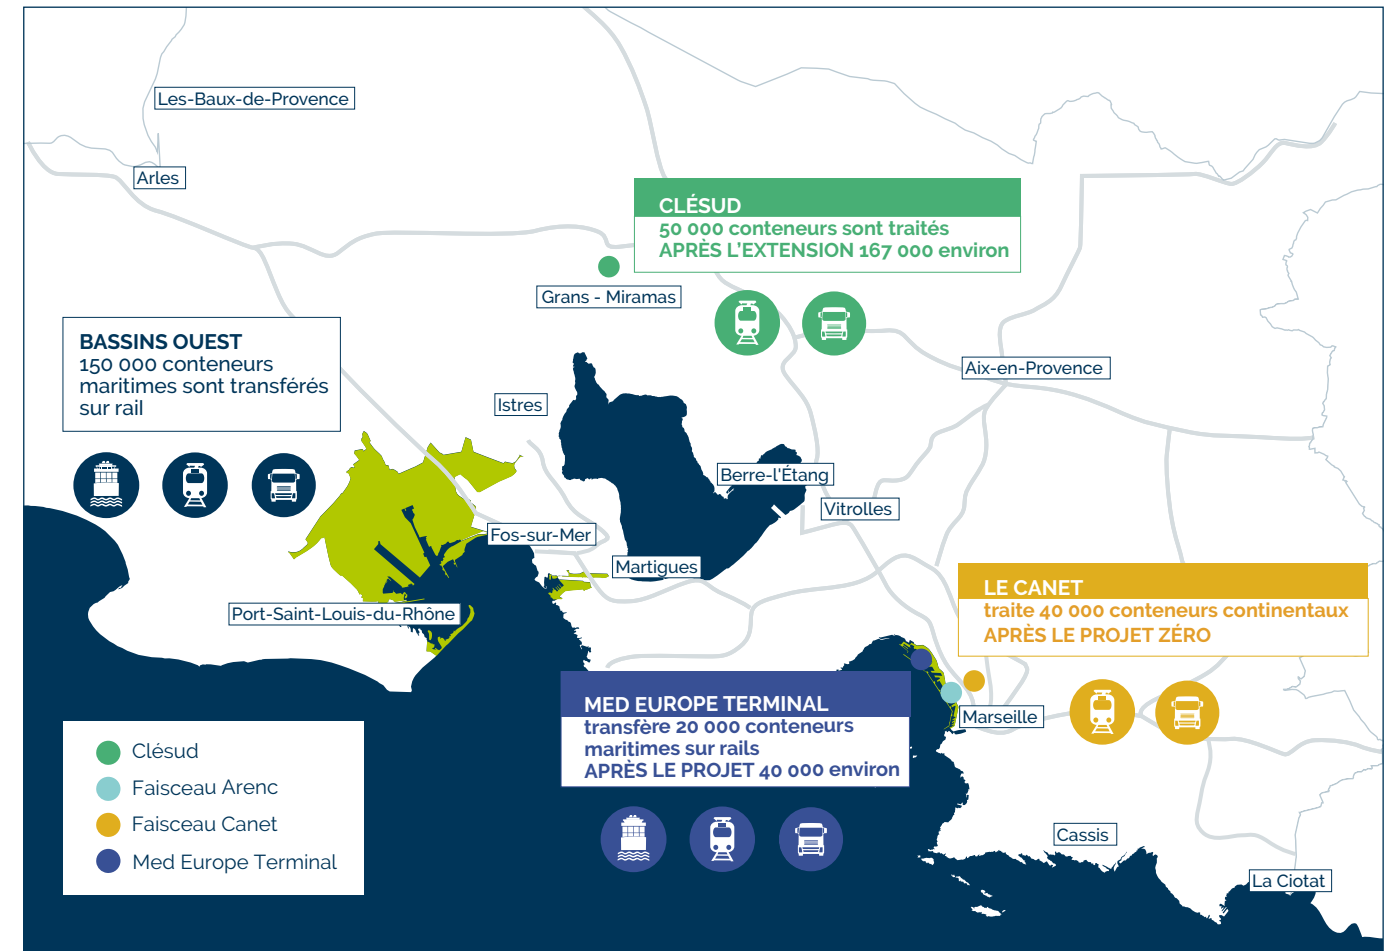 Les-Baux-de-Provence
Arles
CLÉSUD
50 000 conteneurs sont traités
APRÈS L'EXTENSION 167 000 environ
Grans - Miramas
BASSINS OUEST
150 000 conteneurs
maritimes sont transférés
sur rail
Aix-en-Provence
Istres
Berre-l'Étang
Vitrolles
Fos-sur-Mer
Martigues
Port-Saint-Louis-du-Rhône
LE CANET
traite 40 000 conteneurs continentaux
APRÈS LE PROJET ZÉRO
MED EUROPE TERMINAL
transfère 20 000 conteneurs
maritimes sur rails
APRÈS LE PROJET 40 000 environ
Marseille
Clésud
Faisceau Arenc
Faisceau Canet
Med Europe Terminal
Cassis
La Ciotat